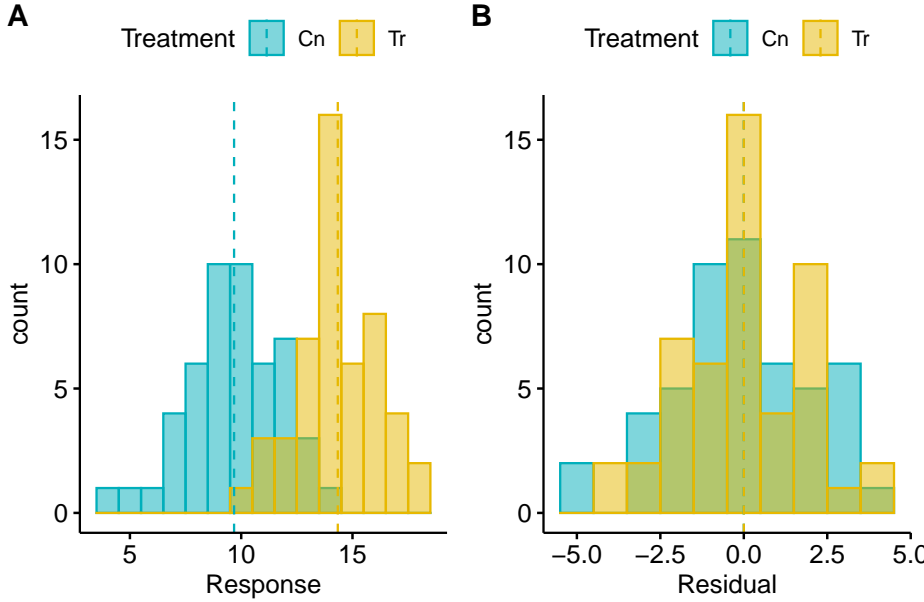 A
Treatment Cn Tr
count
15
10
5
0
5 10 15
Response
B
Treatment Cn Tr
count
15
10
5
0
−5.0 −2.5 0.0 2.5 5.0
Residual